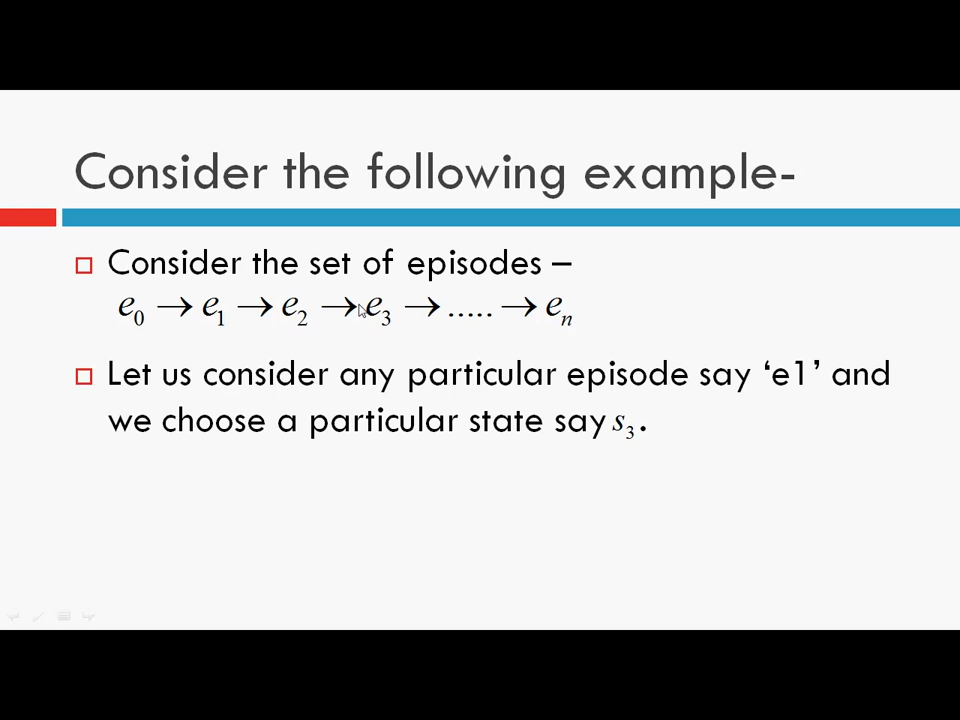 Consider the following example-
Consider the set of episodes –
e₀ → e₁ → e₂ → e₃ → ..... → eₙ
Let us consider any particular episode say ‘e1’ and
we choose a particular state say s₃.